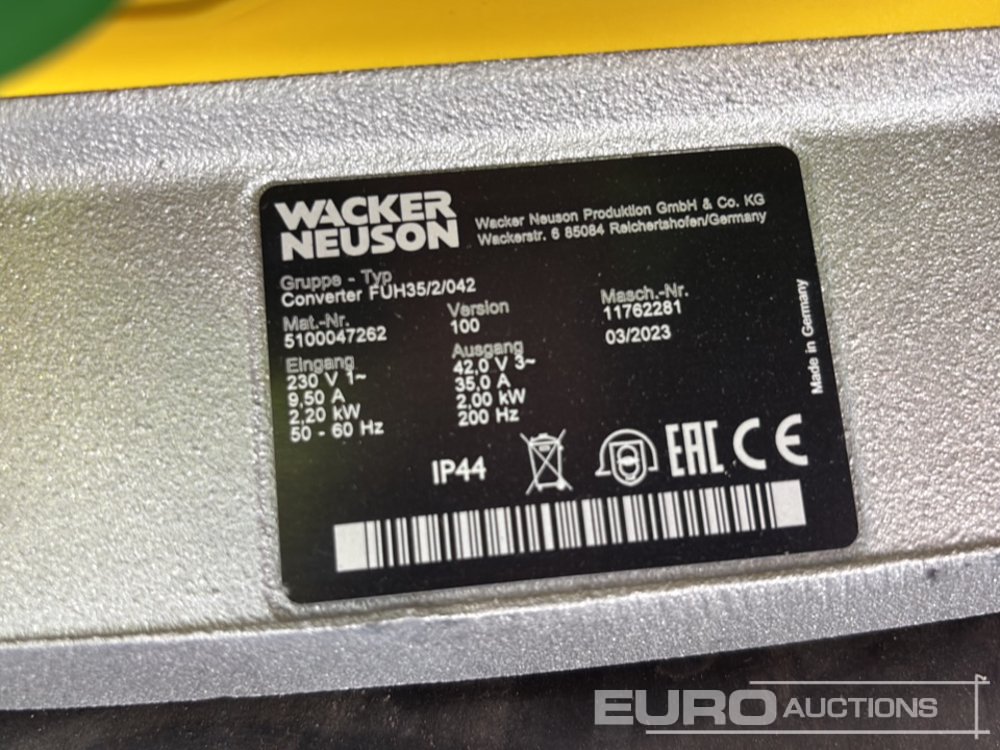 WACKER
NEUSON
Wacker Neuson Produktion GmbH & Co. KG
Wackerstr. 6 85084 Reichertshofen/Germany
Gruppe - Typ
Converter FUH35/2/042
Mat.-Nr.
5100047262
Version
100
Masch.-Nr.
11762281
03/2023
Eingang
230 V 1~
9,50 A
2,20 kW
50 - 60 Hz
Ausgang
42,0 V 3~
35,0 A
2,00 kW
200 Hz
Made in Germany
IP44
EAC CE
EURO AUCTIONS